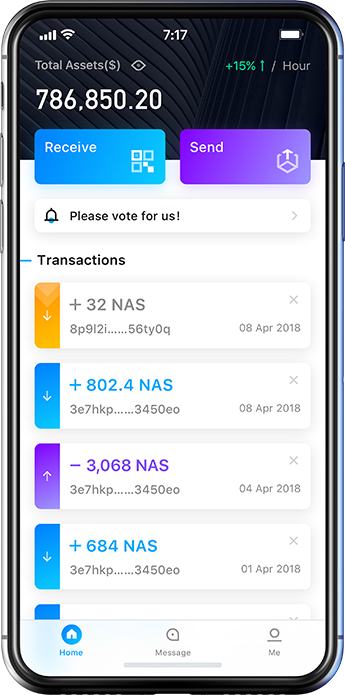 7:17
Total Assets($)
+15% ↑ / Hour
786,850.20
Receive
Send
Please vote for us!
Transactions
+ 32 NAS
8p9l2i......56ty0q
08 Apr 2018
+ 802.4 NAS
3e7hkp......3450eo
08 Apr 2018
− 3,068 NAS
3e7hkp......3450eo
04 Apr 2018
+ 684 NAS
3e7hkp......3450eo
01 Apr 2018
Home
Message
Me